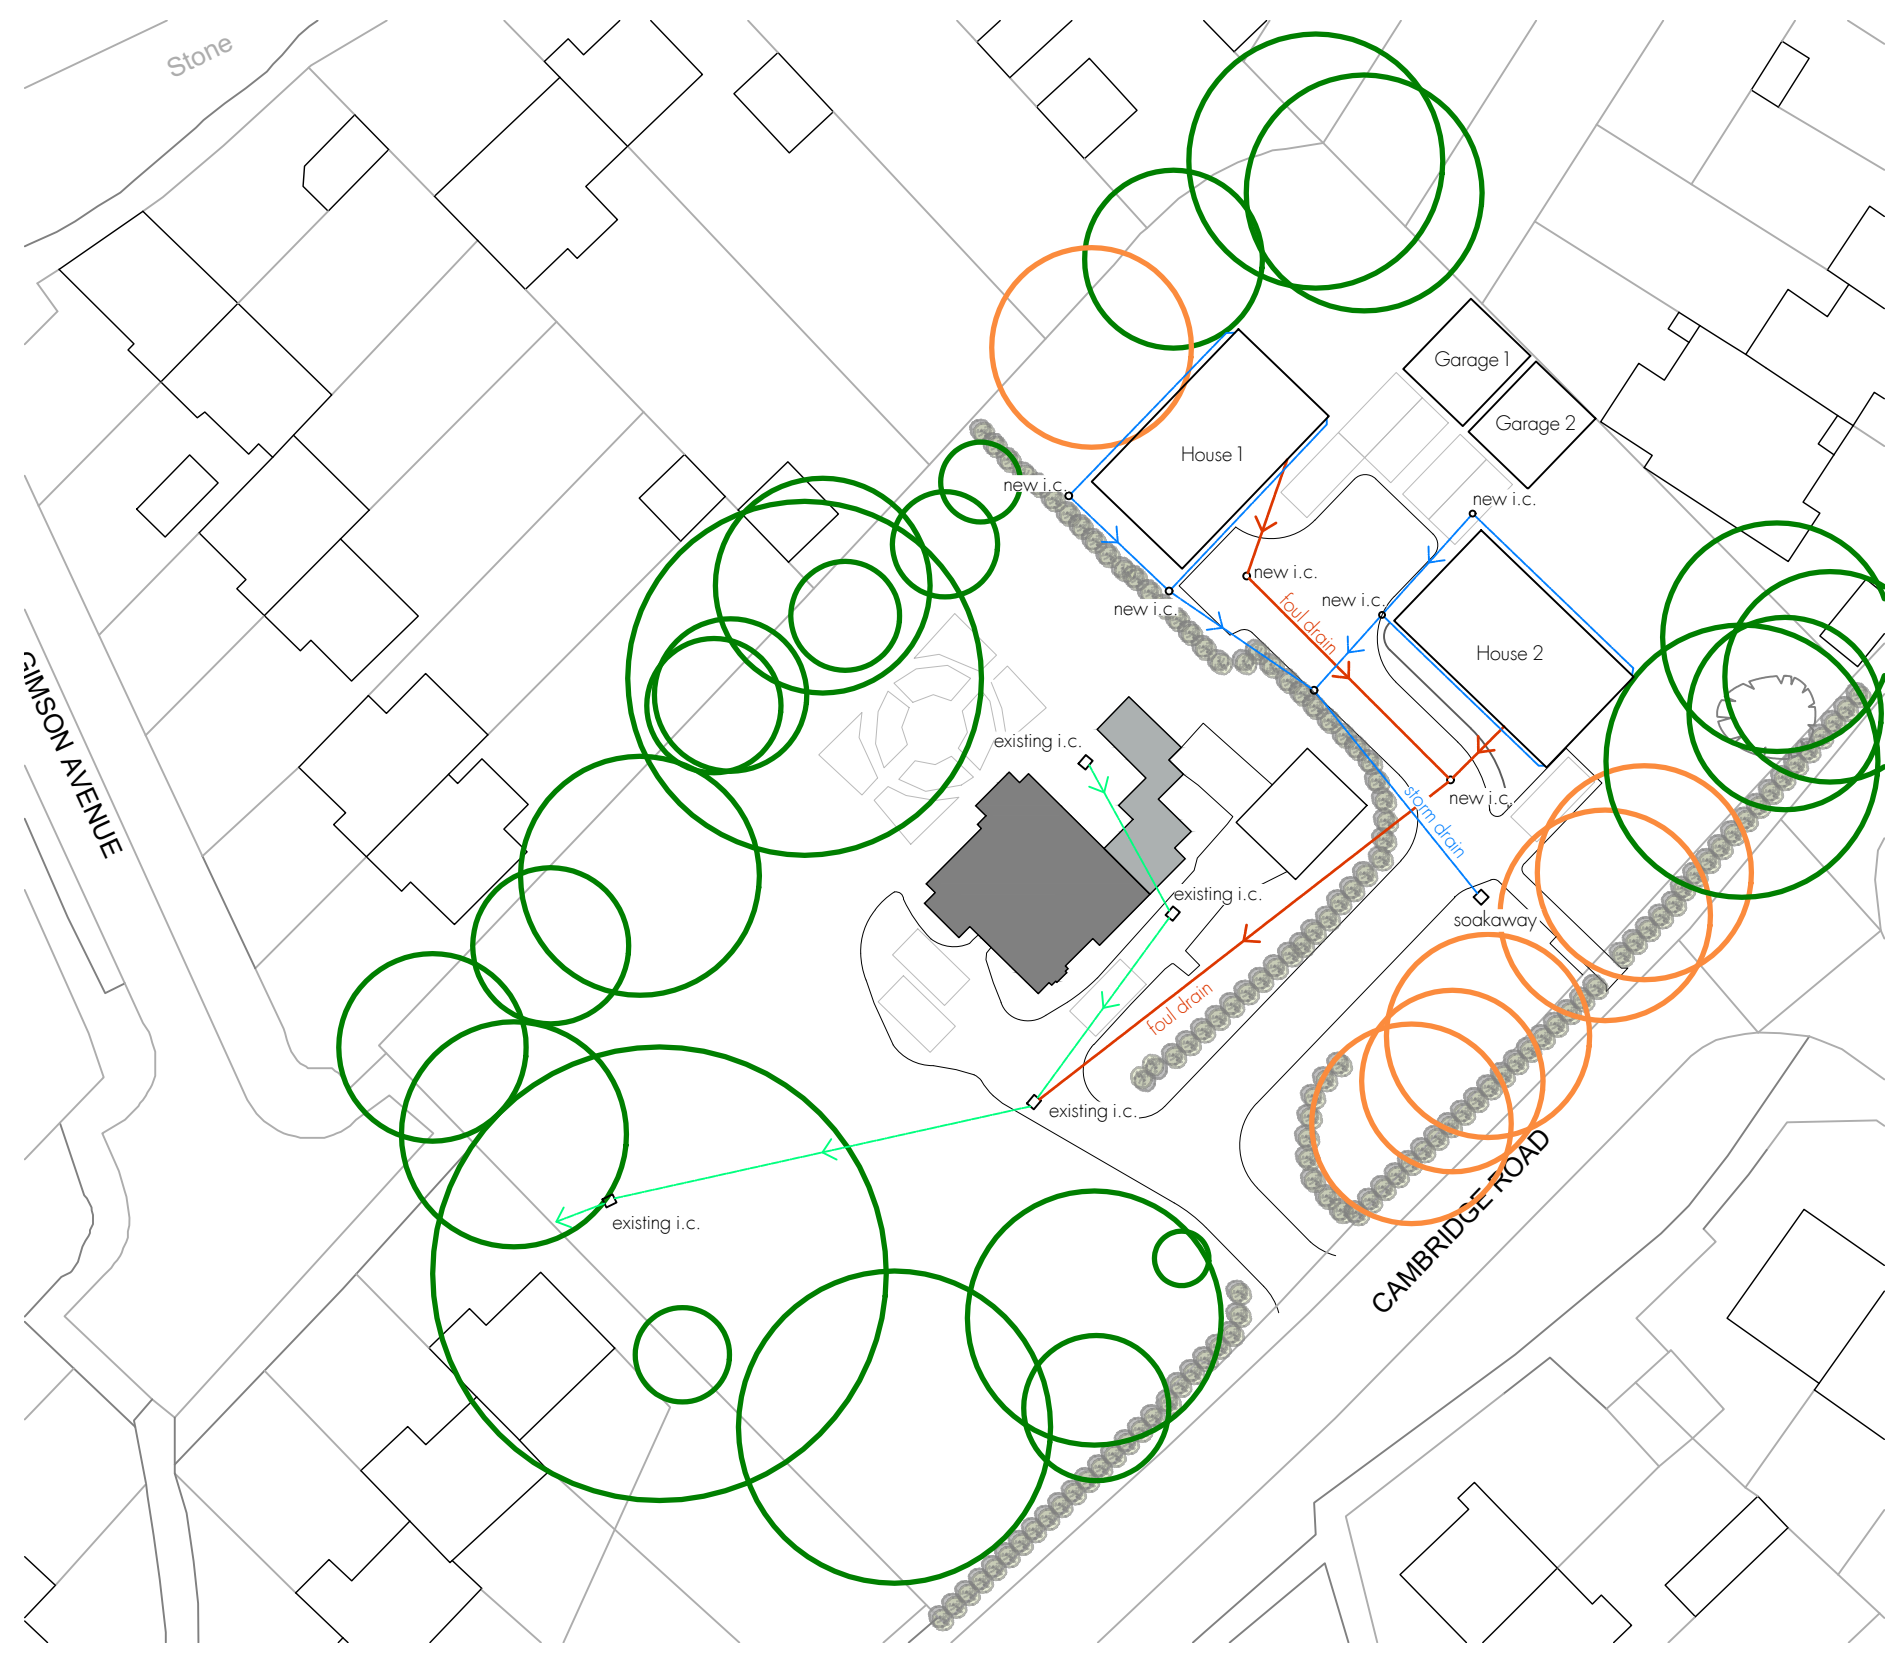 Stone
Garage 1
Garage 2
House 1
new i.c.
new i.c.
new i.c.
new i.c.
new i.c.
foul drain
House 2
GIMSON AVENUE
existing i.c.
new i.c.
storm drain
existing i.c.
soakaway
foul drain
existing i.c.
existing i.c.
CAMBRIDGE ROAD